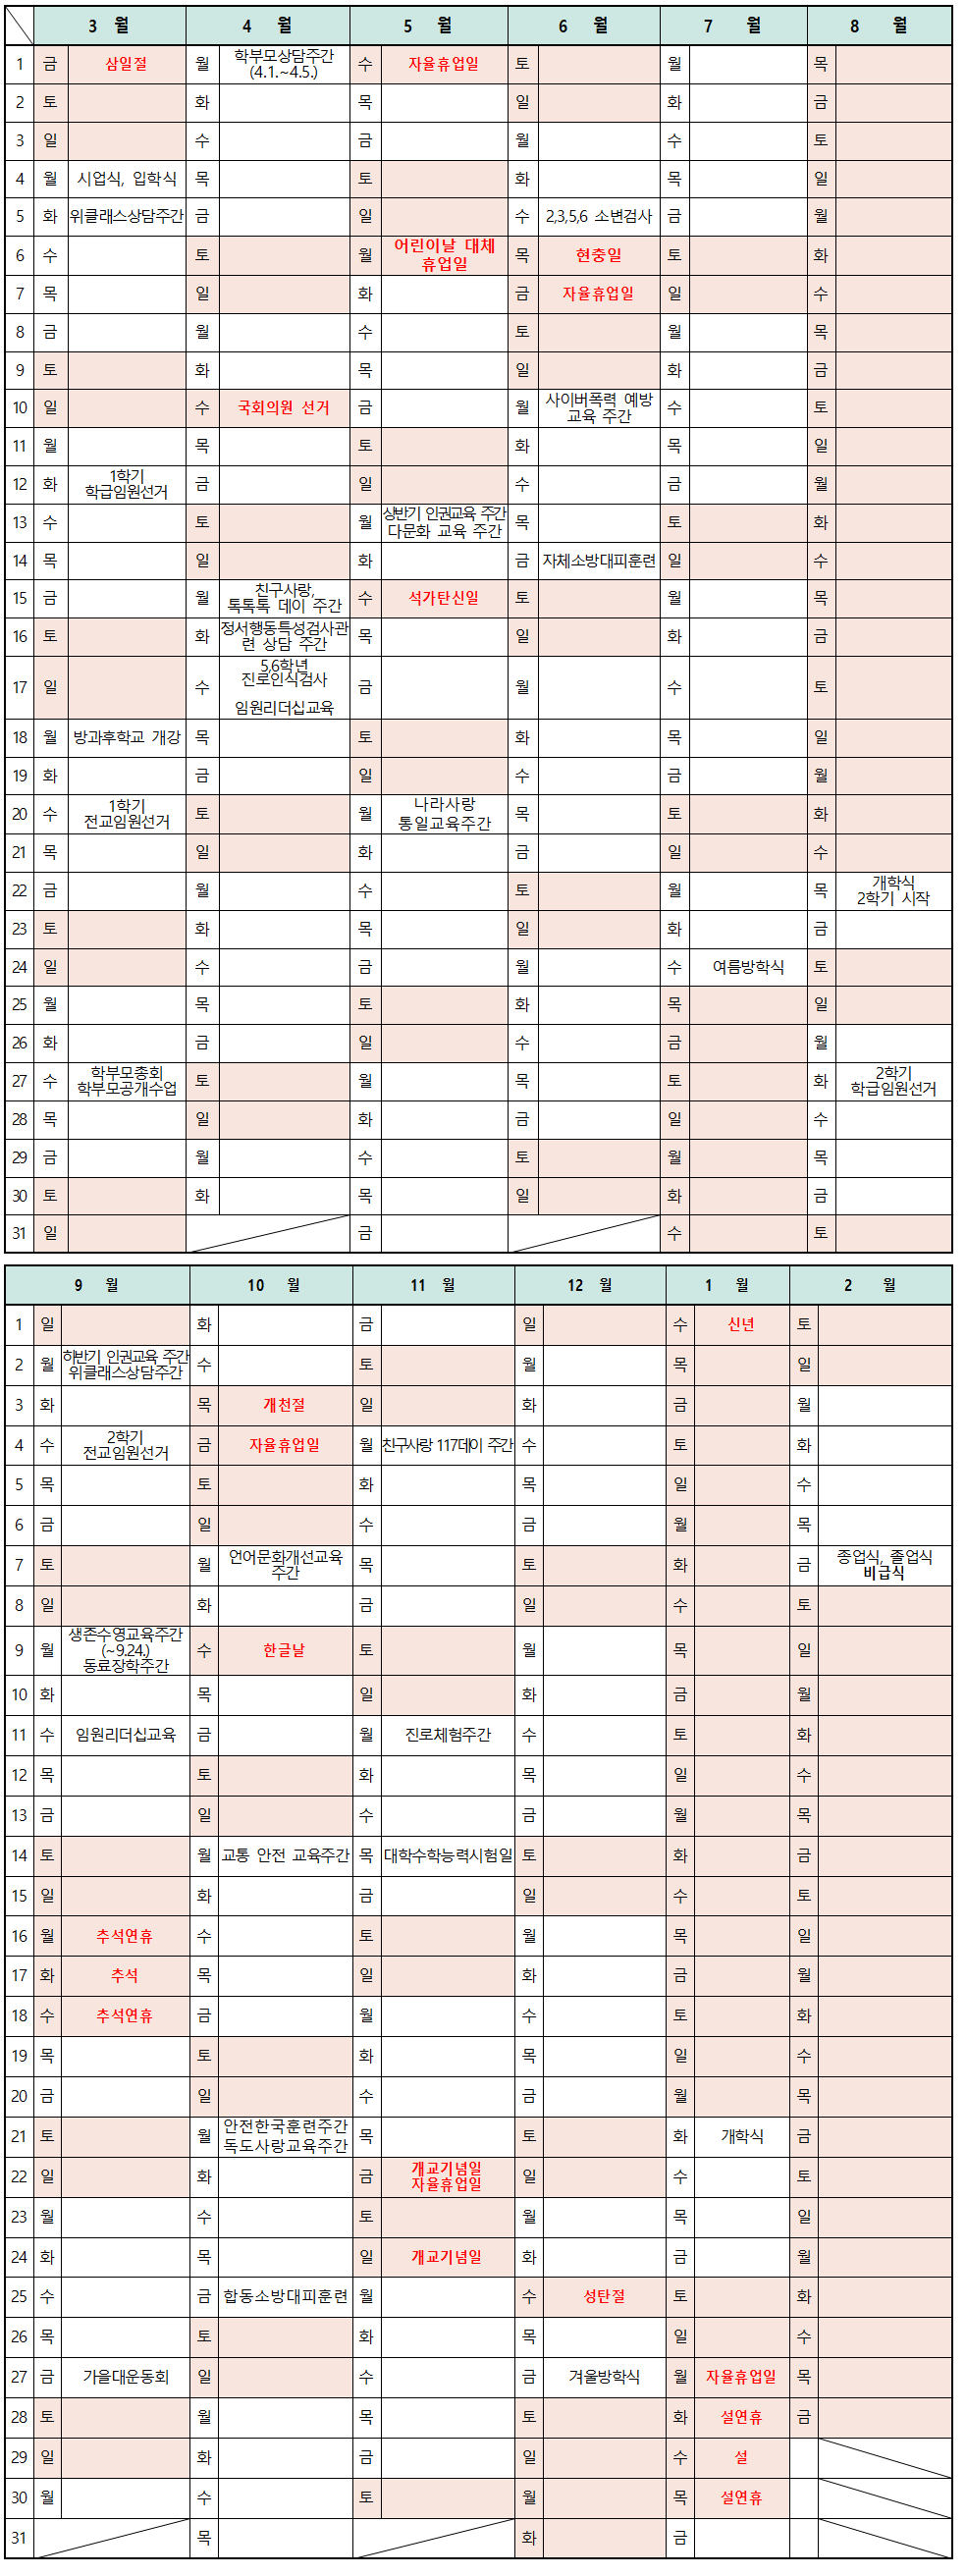 3 월 4 월 5 월 6 월 7 월 8 월
1 금 삼일절 월 학부모상담주간 (4.1.~4.5.) 수 자율휴업일 토 월 목
2 토 화 목 일 화 금
3 일 수 금 월 수 토
4 월 시업식, 입학식 목 토 화 목 일
5 화 위클래스상담주간 금 일 수 2,3,5,6 소변검사 금 월
6 수 토 월 어린이날 대체 휴업일 목 현충일 토 화
7 목 일 화 금 자율휴업일 일 수
8 금 월 수 토 월 목
9 토 화 목 일 화 금
10 일 수 국회의원 선거 금 월 사이버폭력 예방 교육 주간 수 토
11 월 목 토 화 목 일
12 화 1학기 학급임원선거 금 일 수 금 월
13 수 토 월 상반기 인권교육 주간 다문화 교육 주간 목 토 화
14 목 일 화 금 자체소방대피훈련 일 수
15 금 월 친구사랑, 톡톡톡 데이 주간 수 석가탄신일 토 월 목
16 토 화 정서행동특성검사관련 상담 주간 목 일 화 금
17 일 수 5,6학년 진로인식검사 임원리더십교육 금 월 수 토
18 월 방과후학교 개강 목 토 화 목 일
19 화 금 일 수 금 월
20 수 1학기 전교임원선거 토 월 나라사랑 통일교육주간 목 토 화
21 목 일 화 금 일 수
22 금 월 수 토 월 목 개학식 2학기 시작
23 토 화 목 일 화 금
24 일 수 금 월 수 여름방학식 토
25 월 목 토 화 목 일
26 화 금 일 수 금 월
27 수 학부모총회 학부모공개수업 토 월 목 토 화 2학기 학급임원선거
28 목 일 화 금 일 수
29 금 월 수 토 월 목
30 토 화 목 일 화 금
31 일 금 수 토
9 월 10 월 11 월 12 월 1 월 2 월
1 일 화 금 일 수 신년 토
2 월 하반기 인권교육 주간 위클래스상담주간 수 토 월 목 일
3 화 목 개천절 일 화 금 월
4 수 2학기 전교임원선거 금 자율휴업일 월 친구사랑 117데이 주간 수 토 화
5 목 토 화 목 일 수
6 금 일 수 금 월 목
7 토 월 언어문화개선교육 주간 목 토 화 금 종업식, 졸업식 비급식
8 일 화 금 일 수 토
9 월 생존수영교육주간 (~9.24.) 동료장학주간 수 한글날 토 월 목 일
10 화 목 일 화 금 월
11 수 임원리더십교육 금 월 진로체험주간 수 토 화
12 목 토 화 목 일 수
13 금 일 수 금 월 목
14 토 월 교통 안전 교육주간 목 대학수학능력시험일 토 화 금
15 일 화 금 일 수 토
16 월 추석연휴 수 토 월 목 일
17 화 추석 목 일 화 금 월
18 수 추석연휴 금 월 수 토 화
19 목 토 화 목 일 수
20 금 일 수 금 월 목
21 토 월 안전한국훈련주간 독도사랑교육주간 목 토 화 개학식 금
22 일 화 금 개교기념일 자율휴업일 일 수 토
23 월 수 토 월 목 일
24 화 목 일 개교기념일 화 금 월
25 수 금 합동소방대피훈련 월 수 성탄절 토 화
26 목 토 화 목 일 수
27 금 가을대운동회 일 수 금 겨울방학식 월 자율휴업일 목
28 토 월 목 토 화 설연휴 금
29 일 화 금 일 수 설
30 월 수 토 월 목 설연휴
31 목 화 금